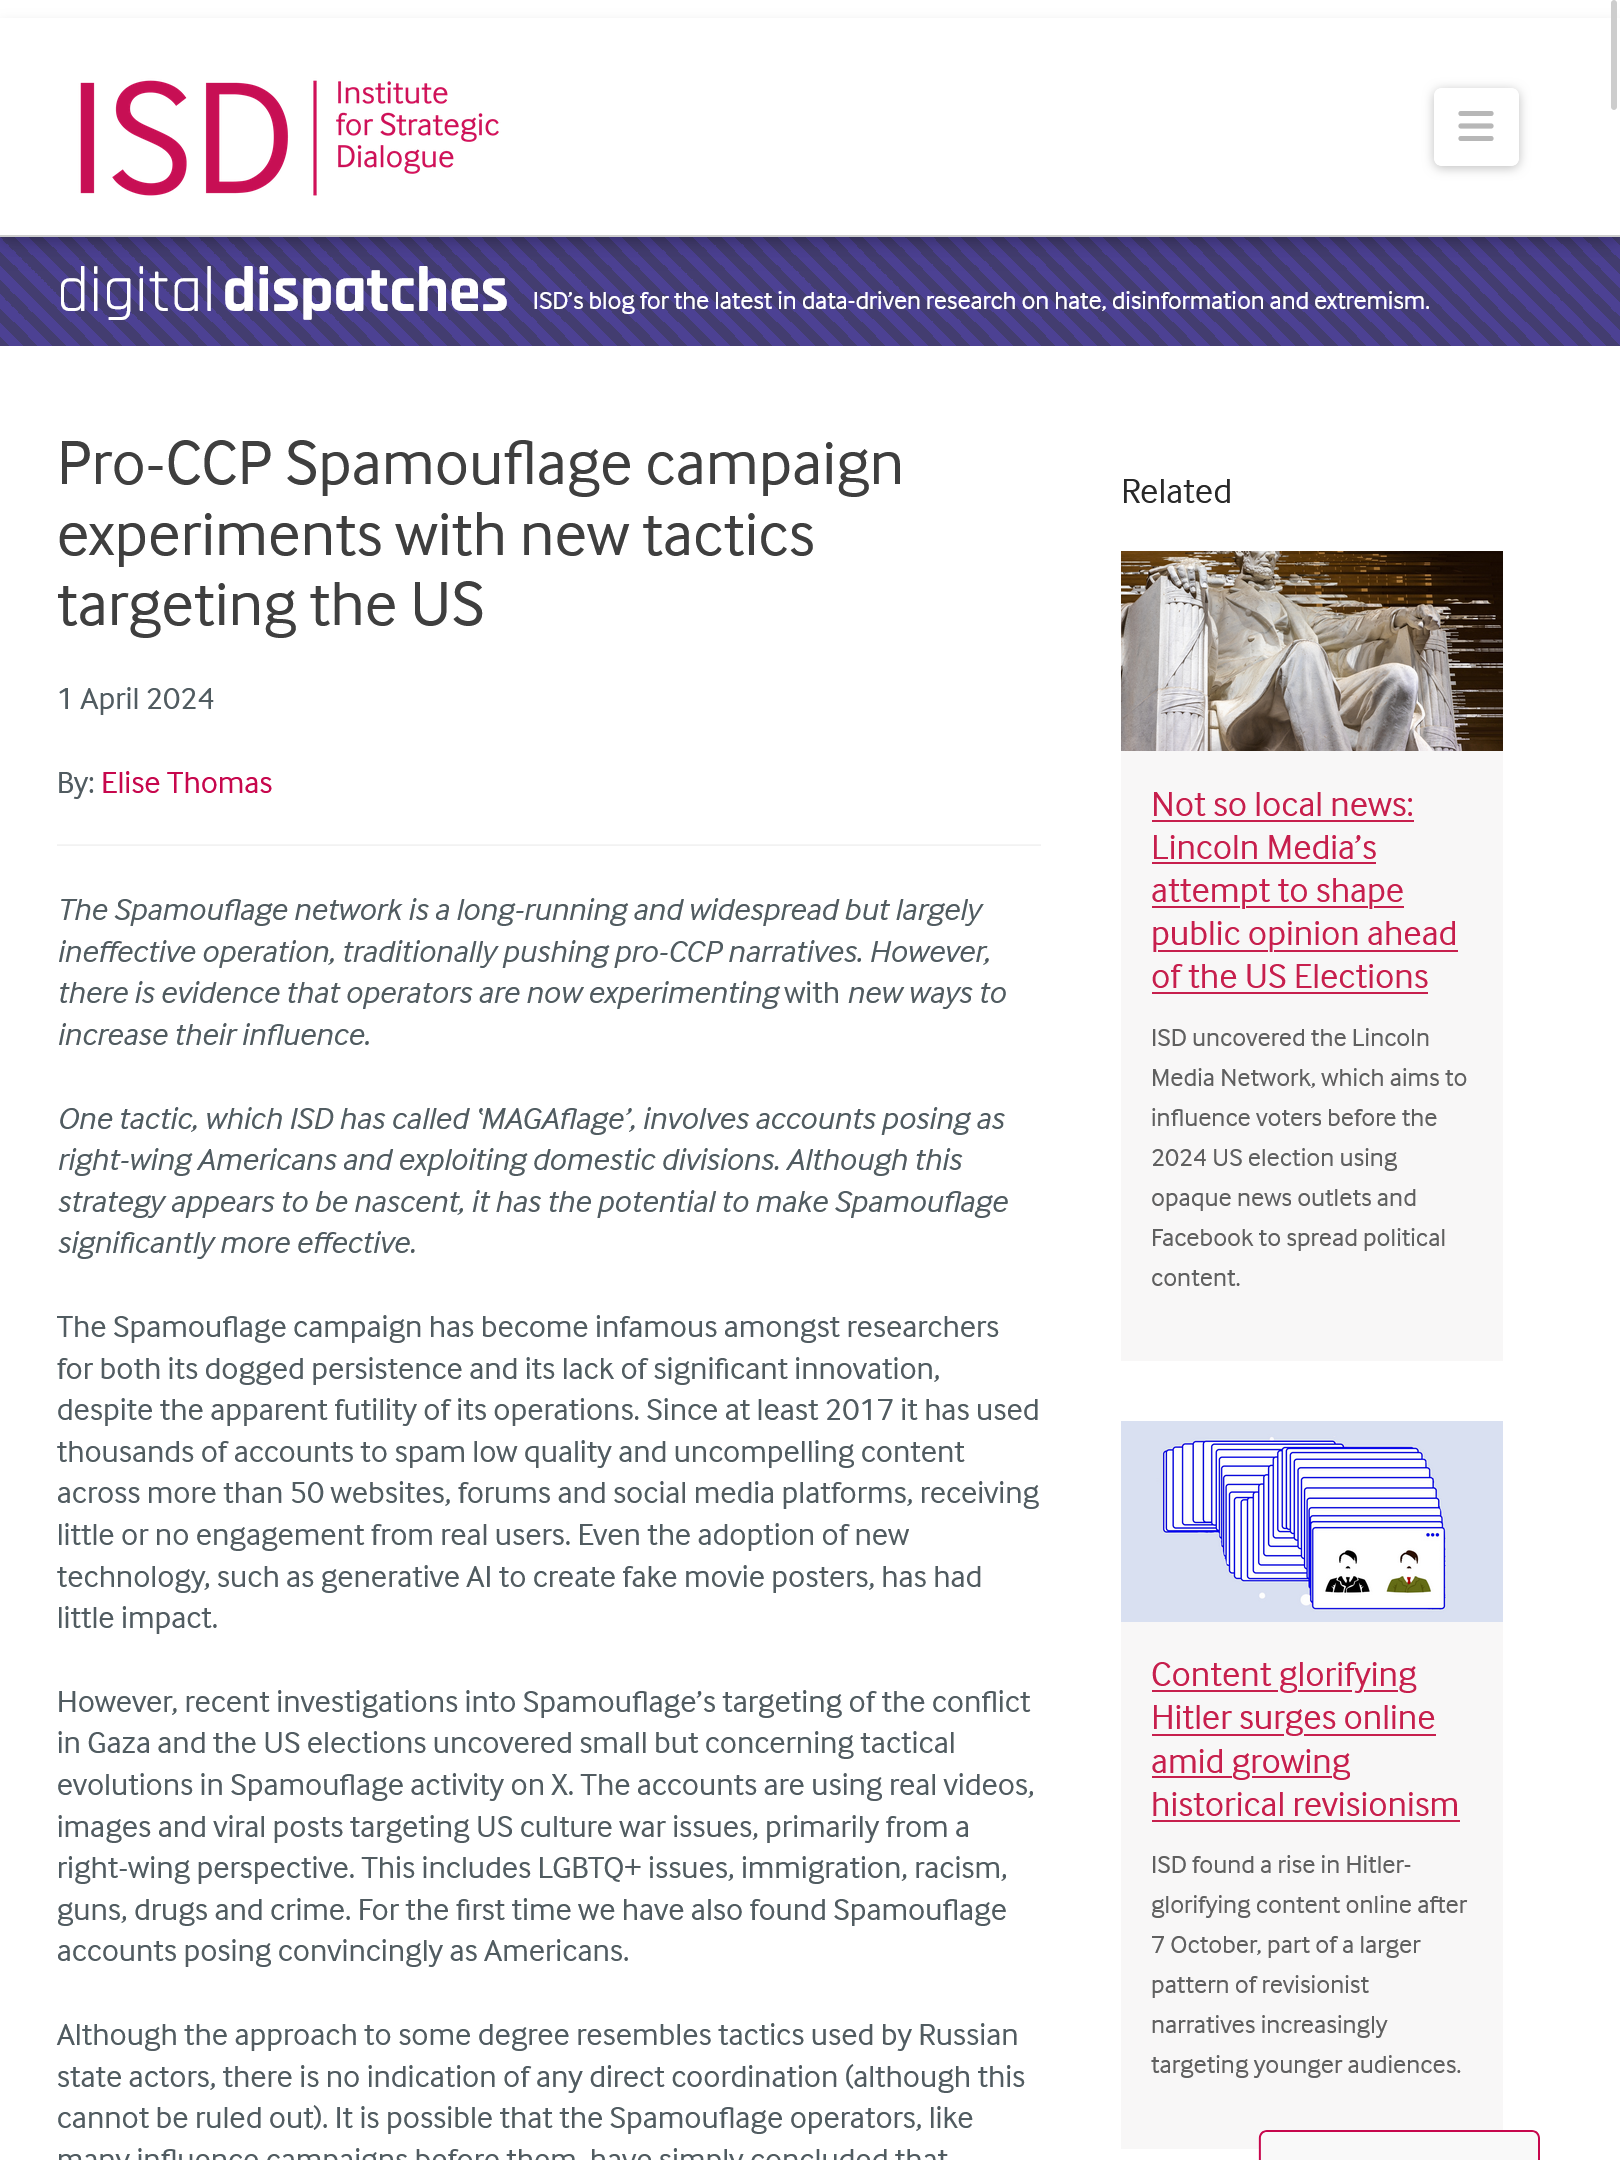 ISD
Institute
for Strategic
Dialogue
digital dispatches
ISD’s blog for the latest in data-driven research on hate, disinformation and extremism.
Pro-CCP Spamouflage campaign
experiments with new tactics
targeting the US
1 April 2024
By: Elise Thomas
The Spamouflage network is a long-running and widespread but largely
ineffective operation, traditionally pushing pro-CCP narratives. However,
there is evidence that operators are now experimenting with new ways to
increase their influence.
One tactic, which ISD has called ‘MAGAflage’, involves accounts posing as
right-wing Americans and exploiting domestic divisions. Although this
strategy appears to be nascent, it has the potential to make Spamouflage
significantly more effective.
The Spamouflage campaign has become infamous amongst researchers
for both its dogged persistence and its lack of significant innovation,
despite the apparent futility of its operations. Since at least 2017 it has used
thousands of accounts to spam low quality and uncompelling content
across more than 50 websites, forums and social media platforms, receiving
little or no engagement from real users. Even the adoption of new
technology, such as generative AI to create fake movie posters, has had
little impact.
However, recent investigations into Spamouflage’s targeting of the conflict
in Gaza and the US elections uncovered small but concerning tactical
evolutions in Spamouflage activity on X. The accounts are using real videos,
images and viral posts targeting US culture war issues, primarily from a
right-wing perspective. This includes LGBTQ+ issues, immigration, racism,
guns, drugs and crime. For the first time we have also found Spamouflage
accounts posing convincingly as Americans.
Although the approach to some degree resembles tactics used by Russian
state actors, there is no indication of any direct coordination (although this
cannot be ruled out). It is possible that the Spamouflage operators, like
many influence campaigns before them, have simply concluded that
Related
Not so local news:
Lincoln Media’s
attempt to shape
public opinion ahead
of the US Elections
ISD uncovered the Lincoln
Media Network, which aims to
influence voters before the
2024 US election using
opaque news outlets and
Facebook to spread political
content.
Content glorifying
Hitler surges online
amid growing
historical revisionism
ISD found a rise in Hitler-
glorifying content online after
7 October, part of a larger
pattern of revisionist
narratives increasingly
targeting younger audiences.